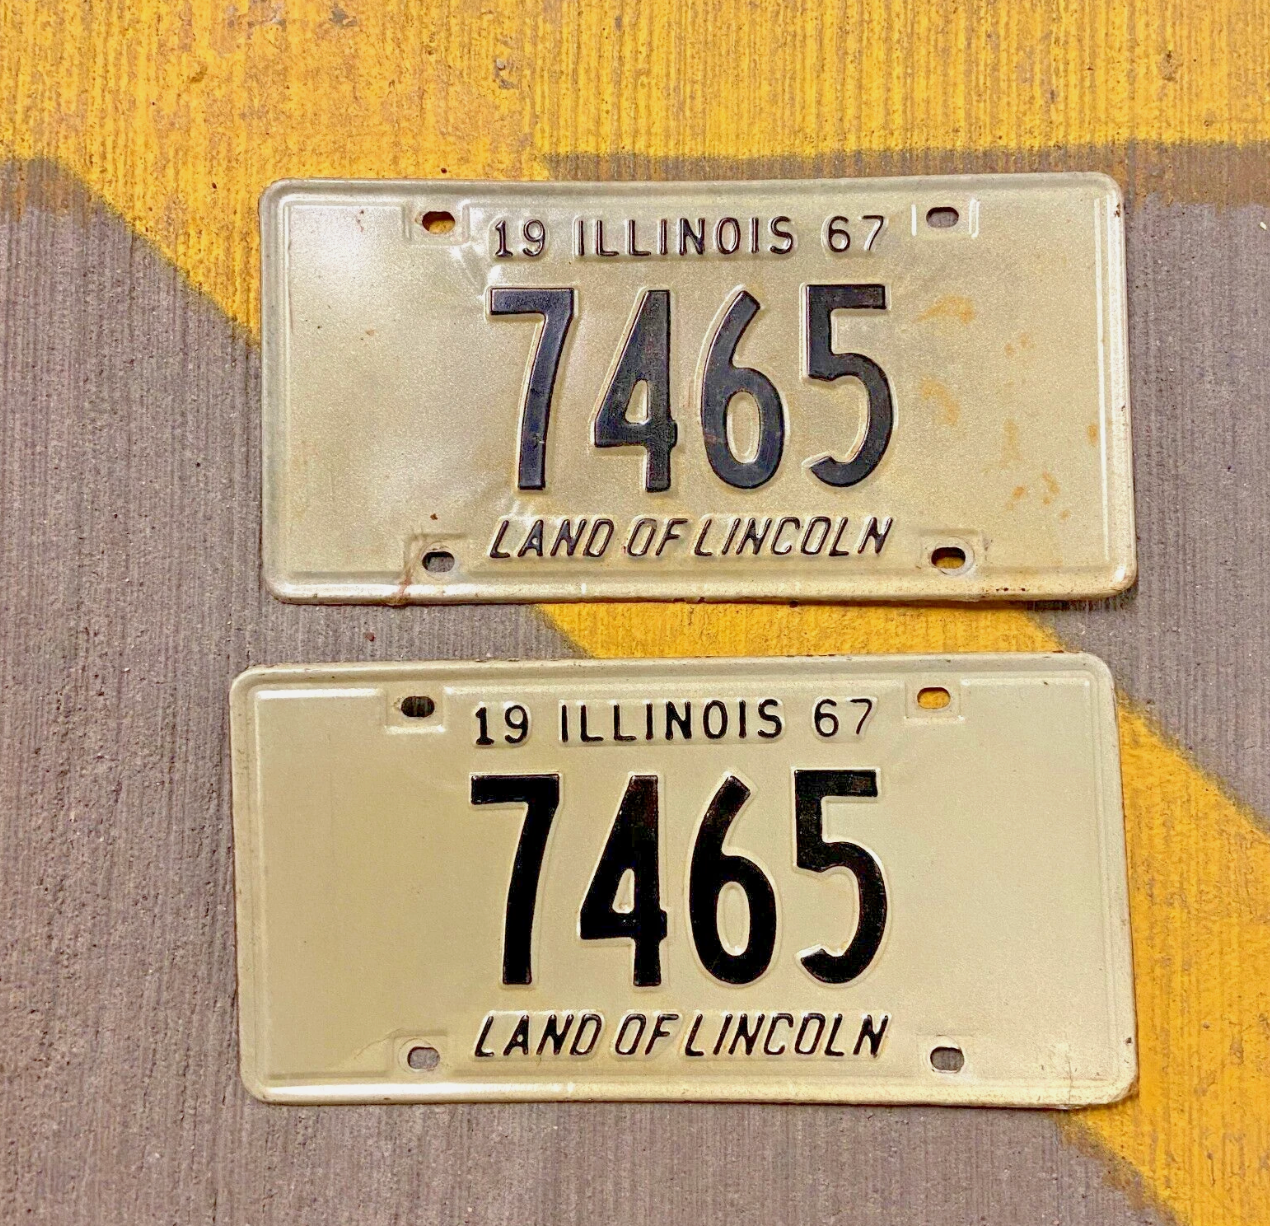 19 ILLINOIS 67
7465
LAND OF LINCOLN
19 ILLINOIS 67
7465
LAND OF LINCOLN